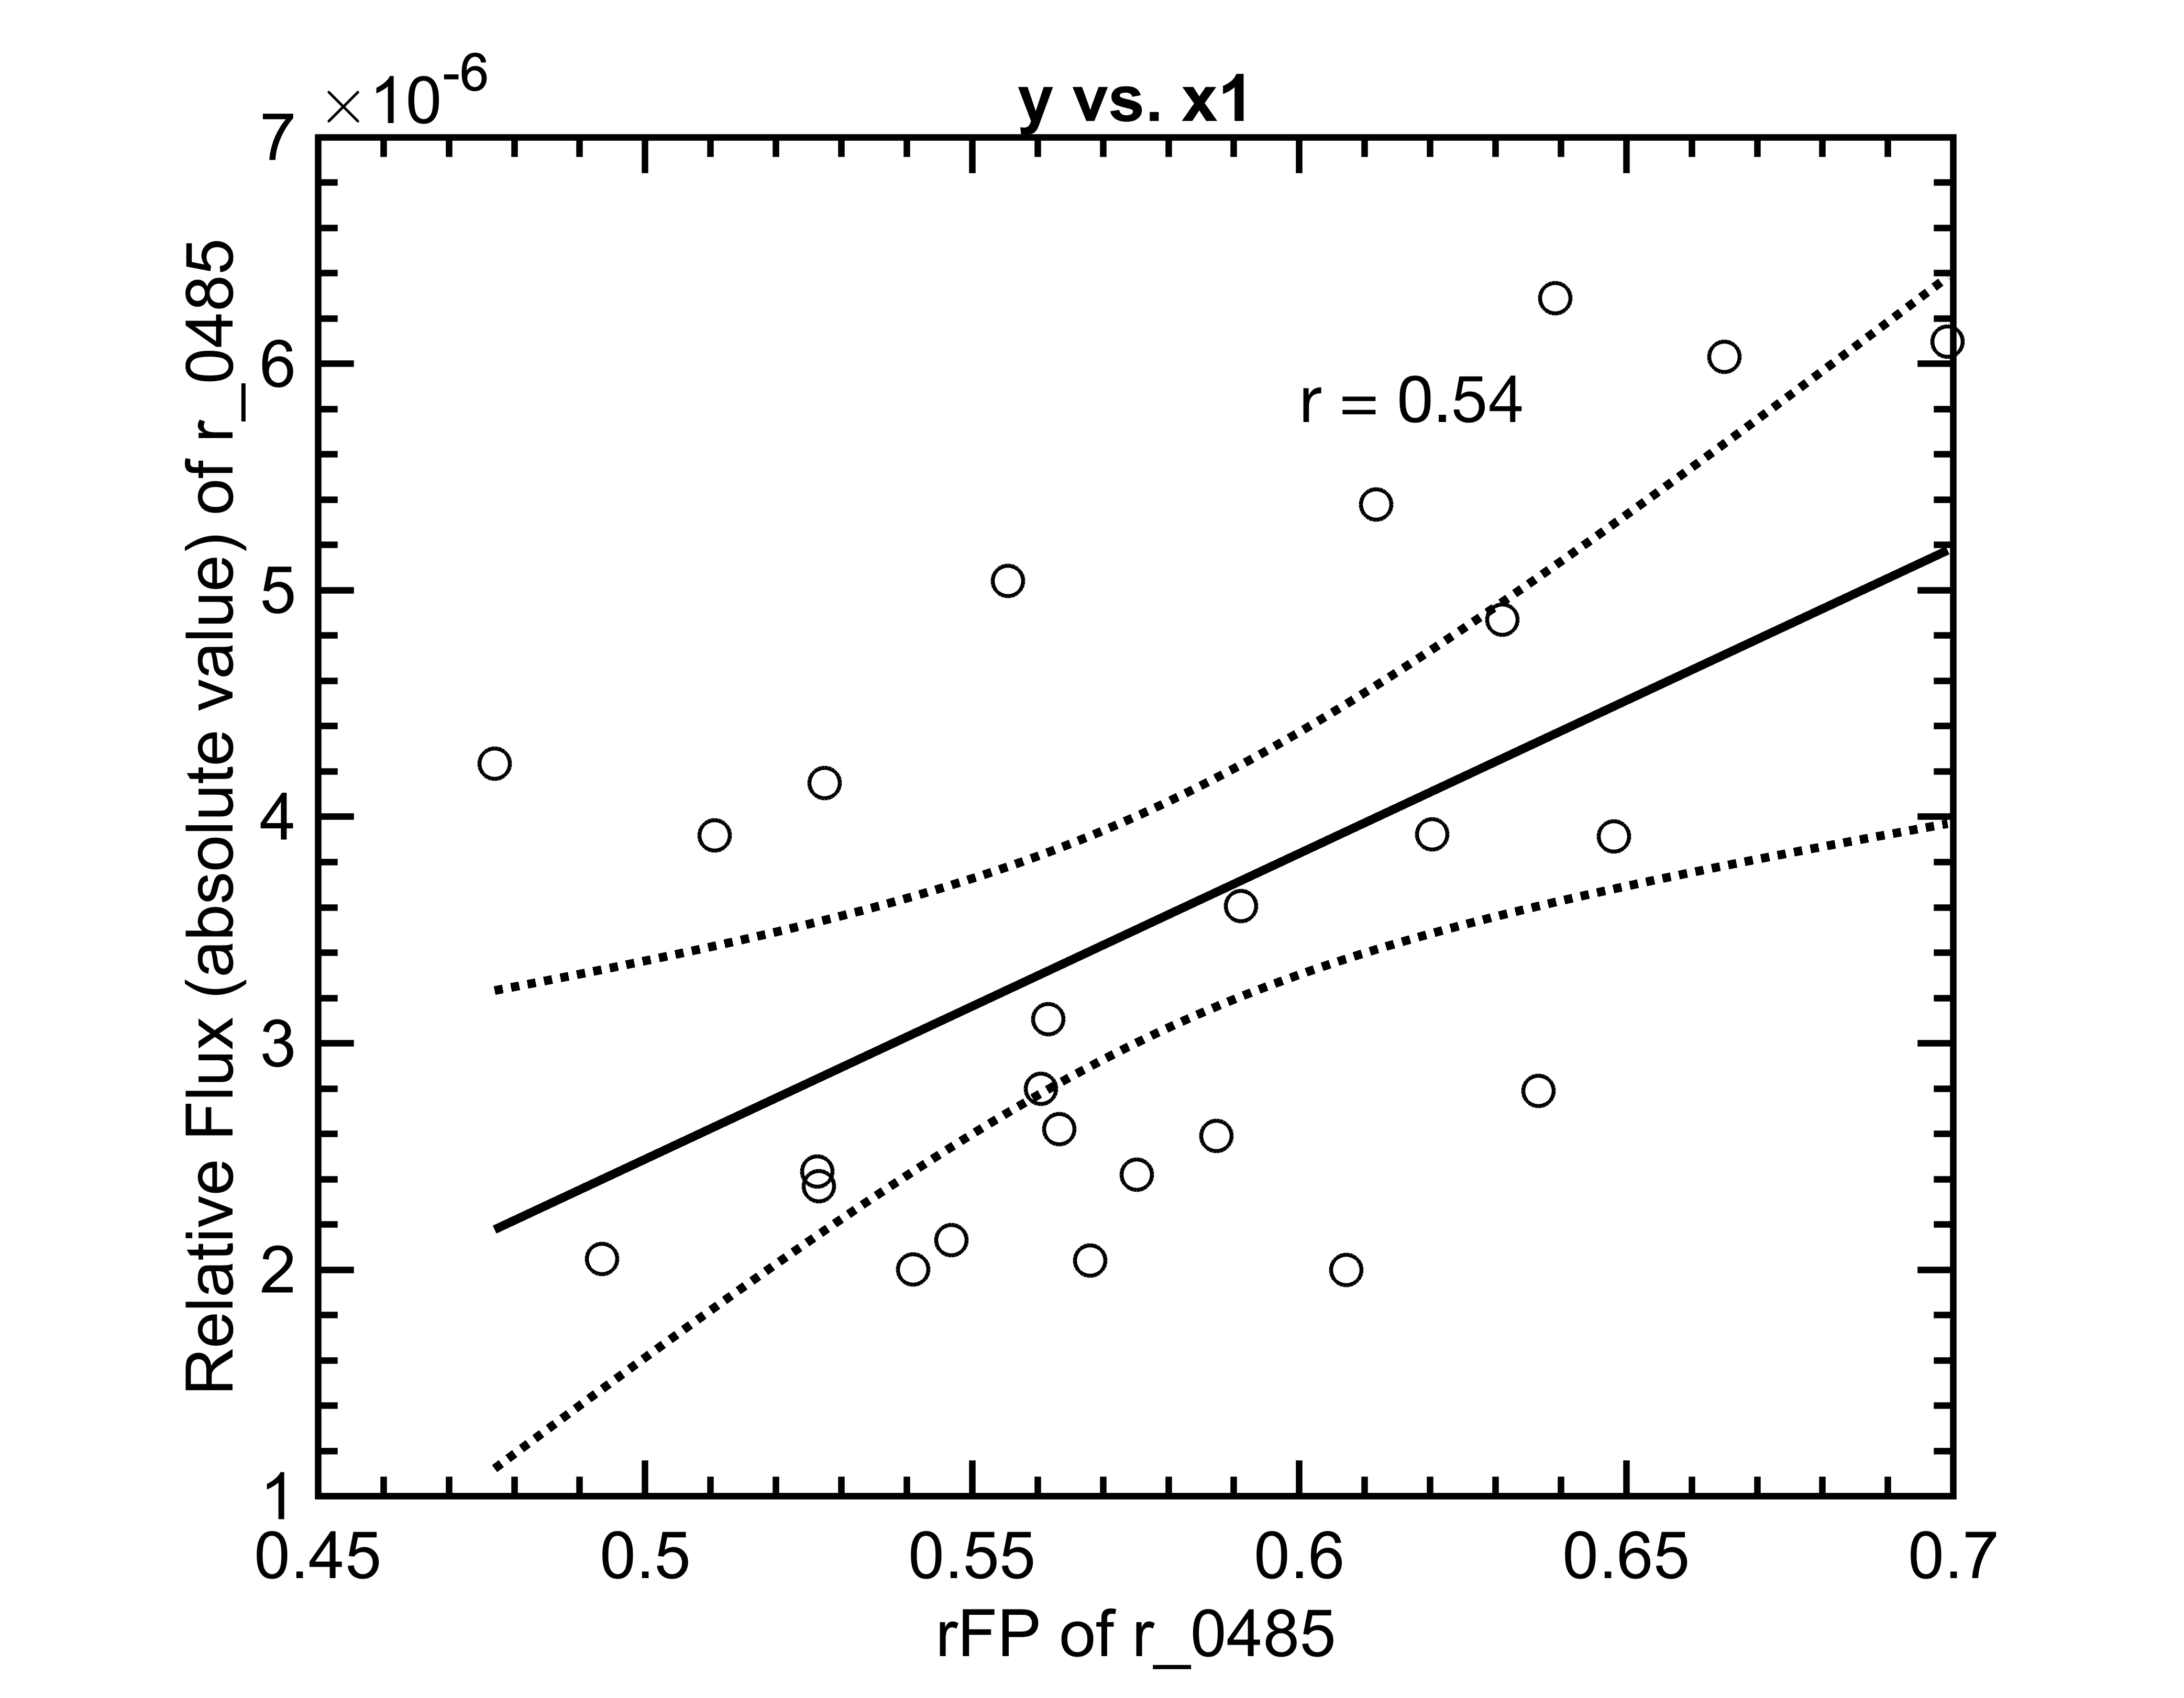 ×10-6
y vs. x1
7
6
5
4
3
2
1
Relative Flux (absolute value) of r_0485
r = 0.54
0.45 0.5 0.55 0.6 0.65 0.7
rFP of r_0485